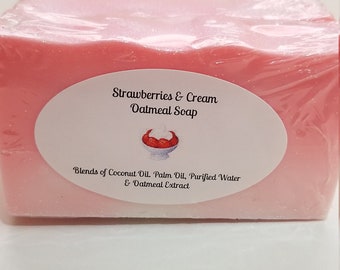 Strawberries & Cream
Oatmeal Soap
Blends of Coconut Oil, Palm Oil, Purified Water
& Oatmeal Extract